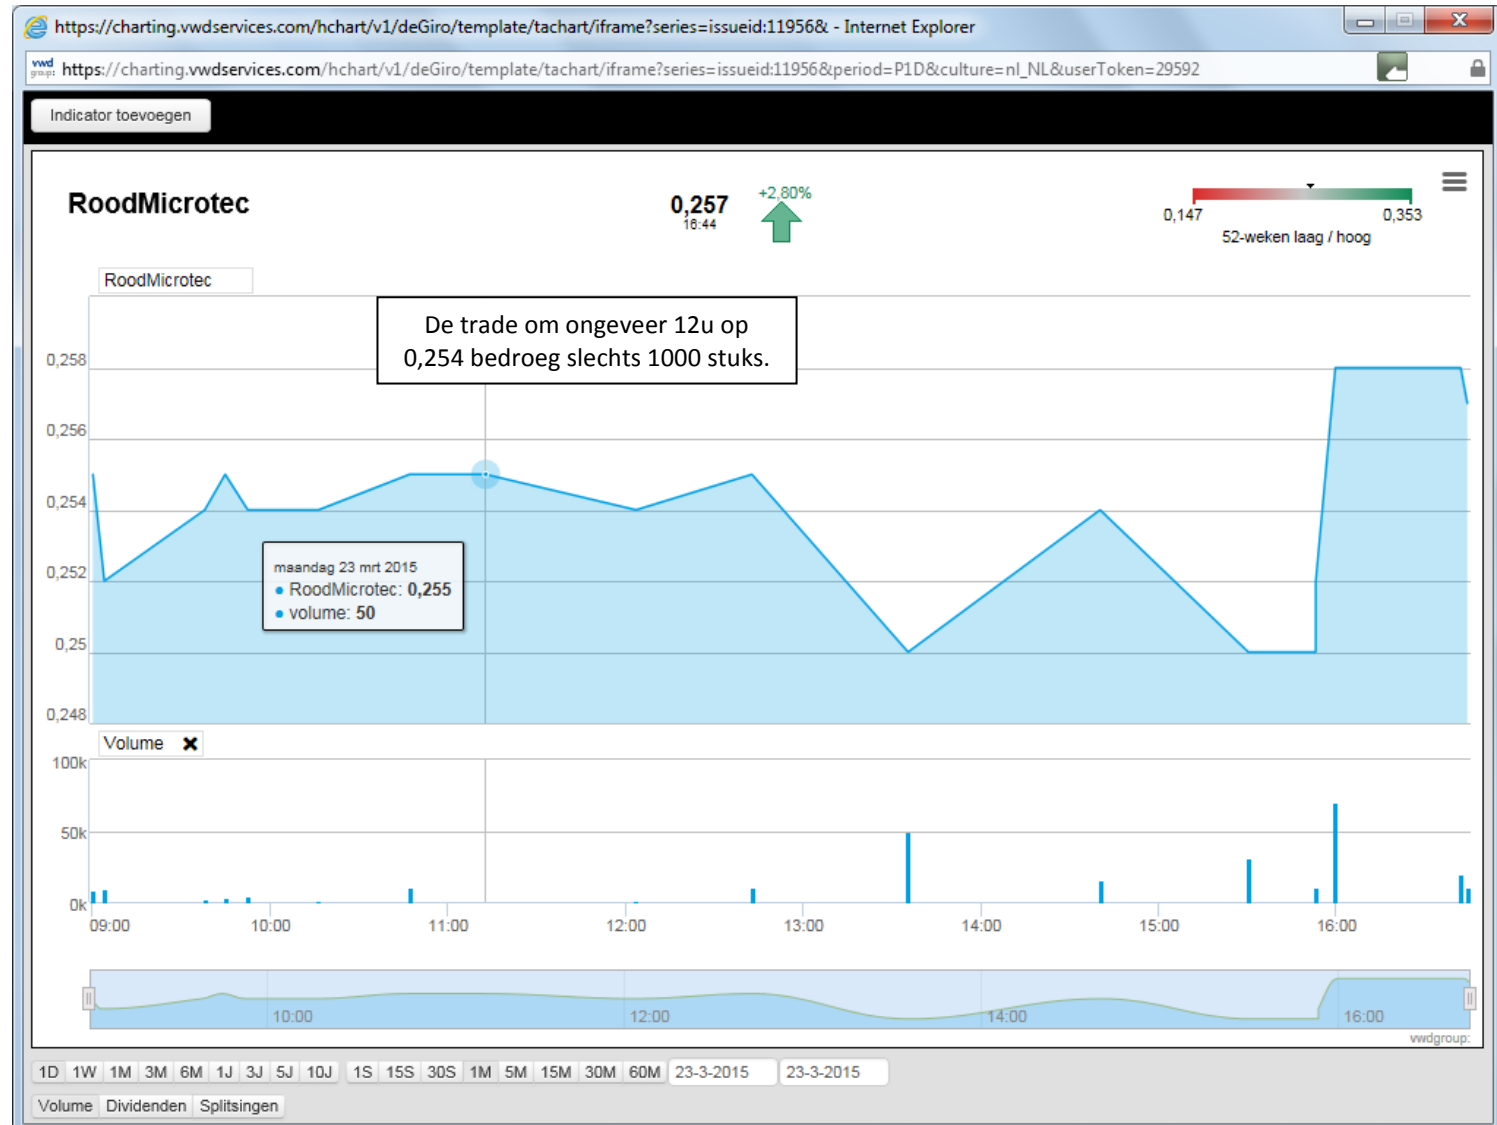 https://charting.vwdservices.com/hchart/v1/deGiro/template/tachart/iframe?series=issueid:11956& - Internet Explorer
vwd group: https://charting.vwdservices.com/hchart/v1/deGiro/template/tachart/iframe?series=issueid:11956&period=P1D&culture=nl_NL&userToken=29592
Indicator toevoegen
RoodMicrotec
0,257
16:44
+2,80%
0,147
0,353
52-weken laag / hoog
RoodMicrotec
De trade om ongeveer 12u op
0,254 bedroeg slechts 1000 stuks.
0,258
0,256
0,254
0,252
0,25
0,248
maandag 23 mrt 2015
RoodMicrotec: 0,255
volume: 50
Volume
100k
50k
0k
09:00 10:00 11:00 12:00 13:00 14:00 15:00 16:00
10:00 12:00 14:00 16:00
vwdgroup:
1D 1W 1M 3M 6M 1J 3J 5J 10J 1S 15S 30S 1M 5M 15M 30M 60M 23-3-2015 23-3-2015
Volume Dividenden Splitsingen